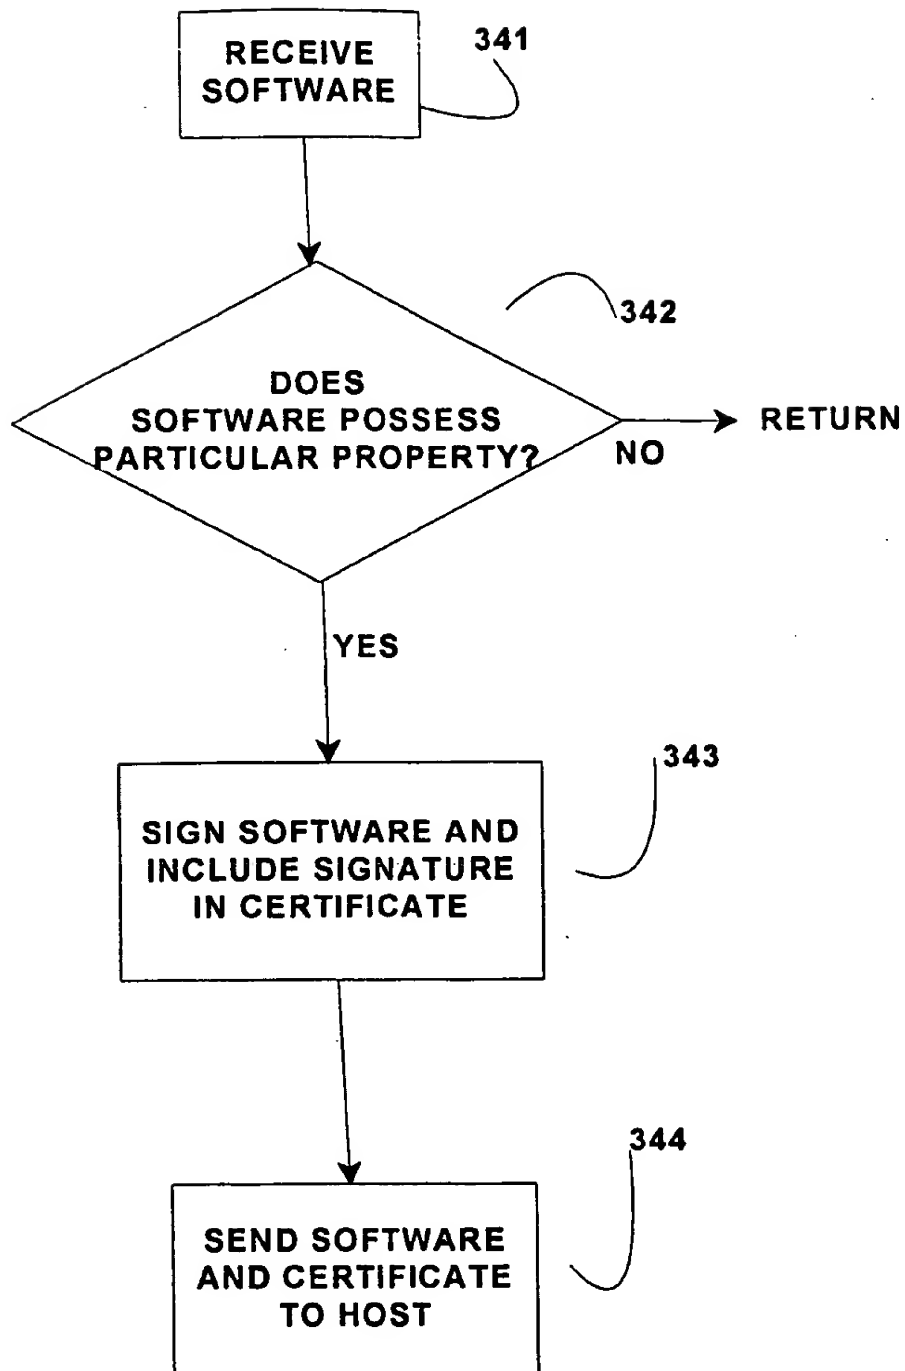 RECEIVE
SOFTWARE
341
342
DOES
SOFTWARE POSSESS
PARTICULAR PROPERTY?
NO
RETURN
YES
343
SIGN SOFTWARE AND
INCLUDE SIGNATURE
IN CERTIFICATE
344
SEND SOFTWARE
AND CERTIFICATE
TO HOST